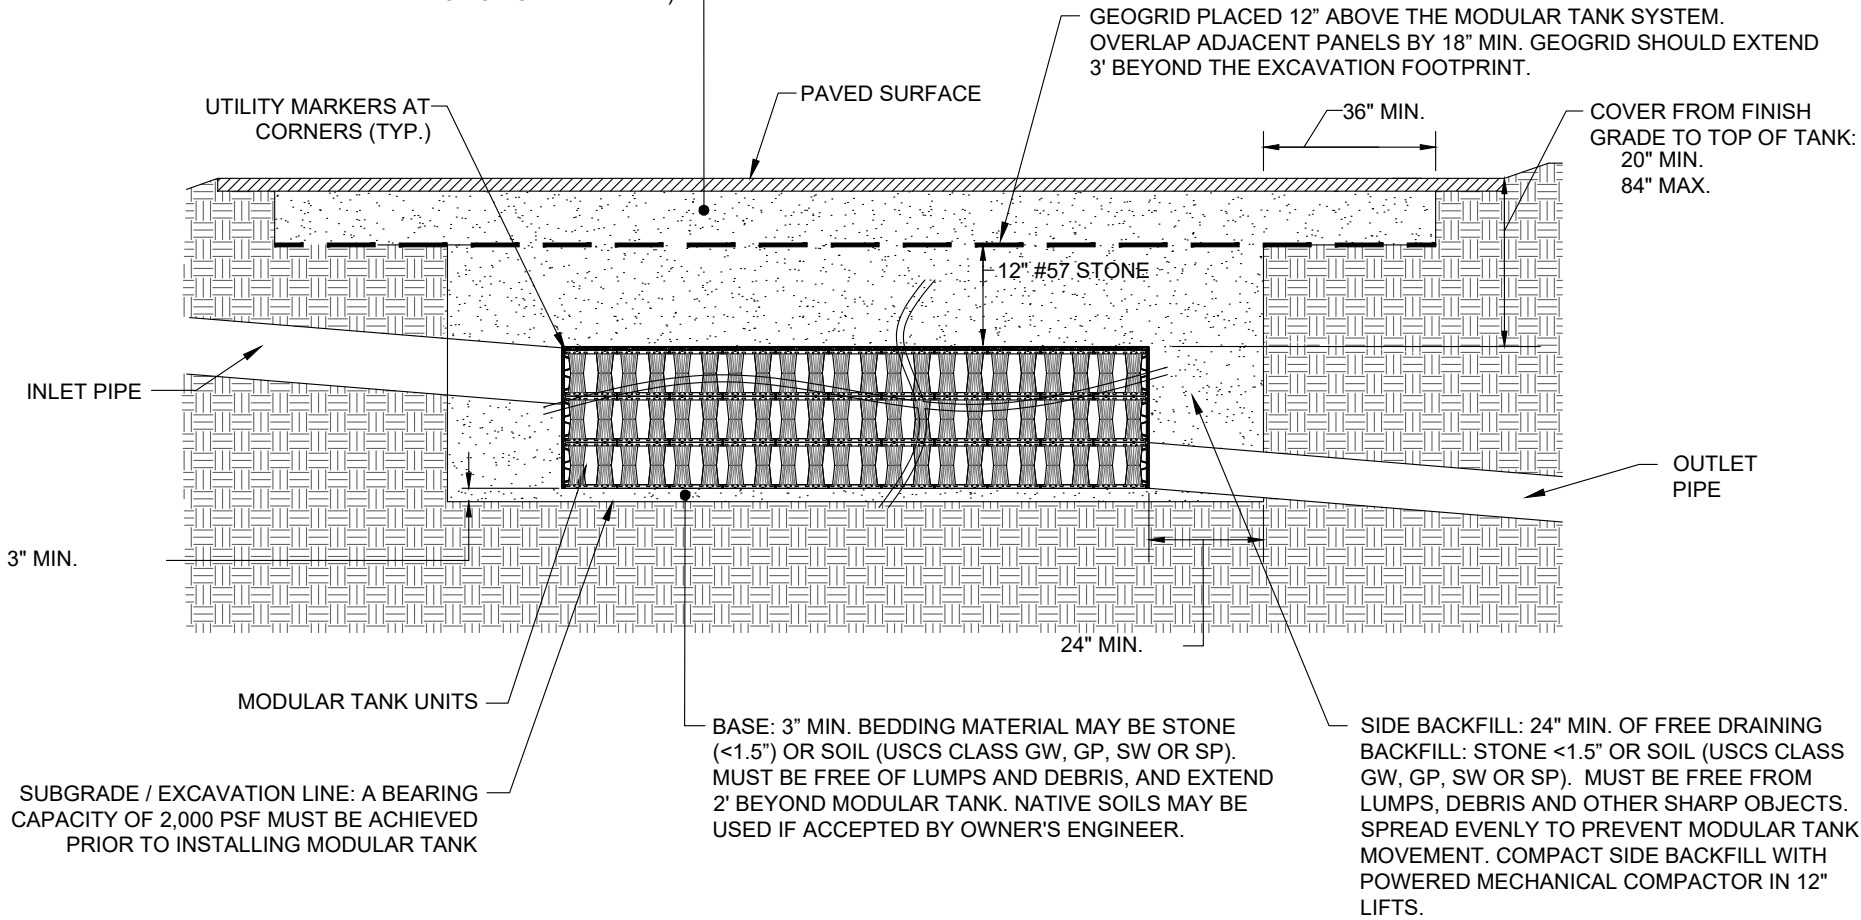 GEOGRID PLACED 12” ABOVE THE MODULAR TANK SYSTEM.
OVERLAP ADJACENT PANELS BY 18” MIN. GEOGRID SHOULD EXTEND
3' BEYOND THE EXCAVATION FOOTPRINT.
PAVED SURFACE
UTILITY MARKERS AT
CORNERS (TYP.)
36" MIN.
COVER FROM FINISH
GRADE TO TOP OF TANK:
20" MIN.
84" MAX.
12" #57 STONE
INLET PIPE
OUTLET
PIPE
3" MIN.
24" MIN.
MODULAR TANK UNITS
SUBGRADE / EXCAVATION LINE: A BEARING
CAPACITY OF 2,000 PSF MUST BE ACHIEVED
PRIOR TO INSTALLING MODULAR TANK
BASE: 3” MIN. BEDDING MATERIAL MAY BE STONE
(<1.5”) OR SOIL (USCS CLASS GW, GP, SW OR SP).
MUST BE FREE OF LUMPS AND DEBRIS, AND EXTEND
2' BEYOND MODULAR TANK. NATIVE SOILS MAY BE
USED IF ACCEPTED BY OWNER'S ENGINEER.
SIDE BACKFILL: 24" MIN. OF FREE DRAINING
BACKFILL: STONE <1.5” OR SOIL (USCS CLASS
GW, GP, SW OR SP).  MUST BE FREE FROM
LUMPS, DEBRIS AND OTHER SHARP OBJECTS.
SPREAD EVENLY TO PREVENT MODULAR TANK
MOVEMENT. COMPACT SIDE BACKFILL WITH
POWERED MECHANICAL COMPACTOR IN 12"
LIFTS.